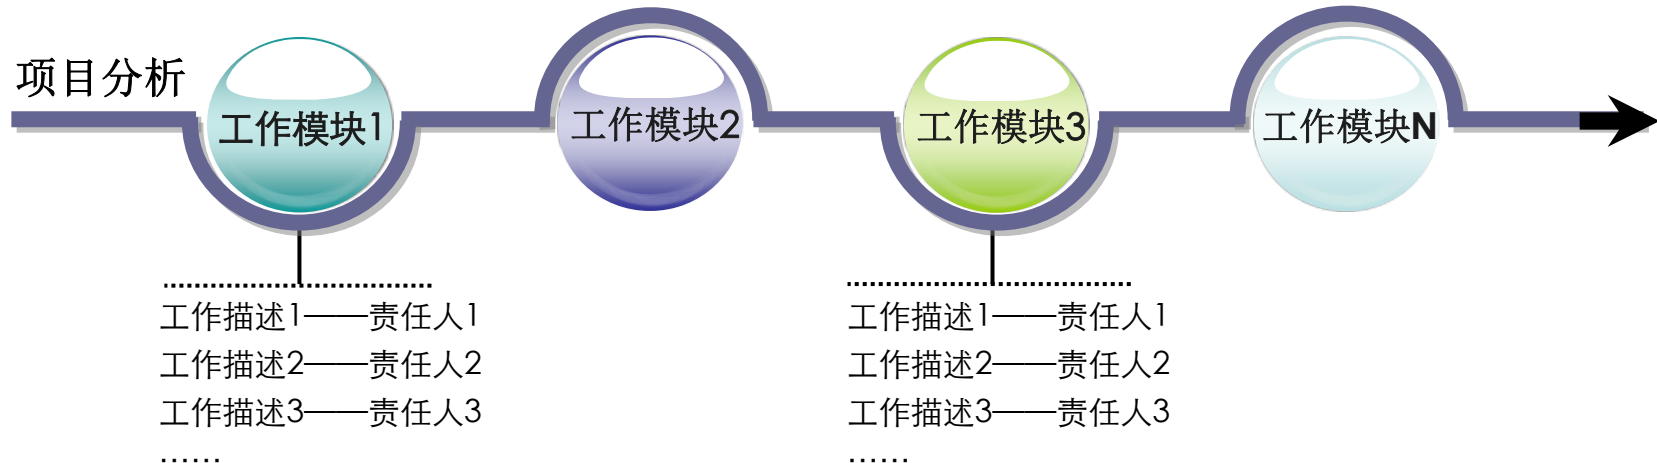 项目分析
工作模块1
工作模块2
工作模块3
工作模块N
工作描述1——责任人1
工作描述2——责任人2
工作描述3——责任人3
……
工作描述1——责任人1
工作描述2——责任人2
工作描述3——责任人3
……